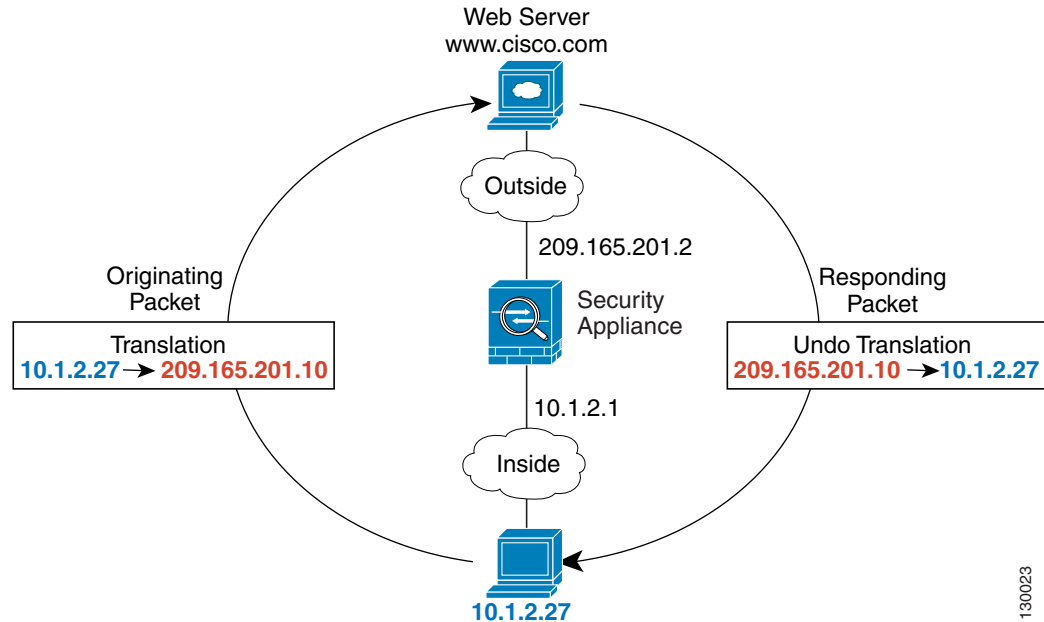 Web Server
www.cisco.com
Outside
209.165.201.2
Originating
Packet
Translation
10.1.2.27 → 209.165.201.10
Security
Appliance
Responding
Packet
Undo Translation
209.165.201.10 → 10.1.2.27
10.1.2.1
Inside
10.1.2.27
130023